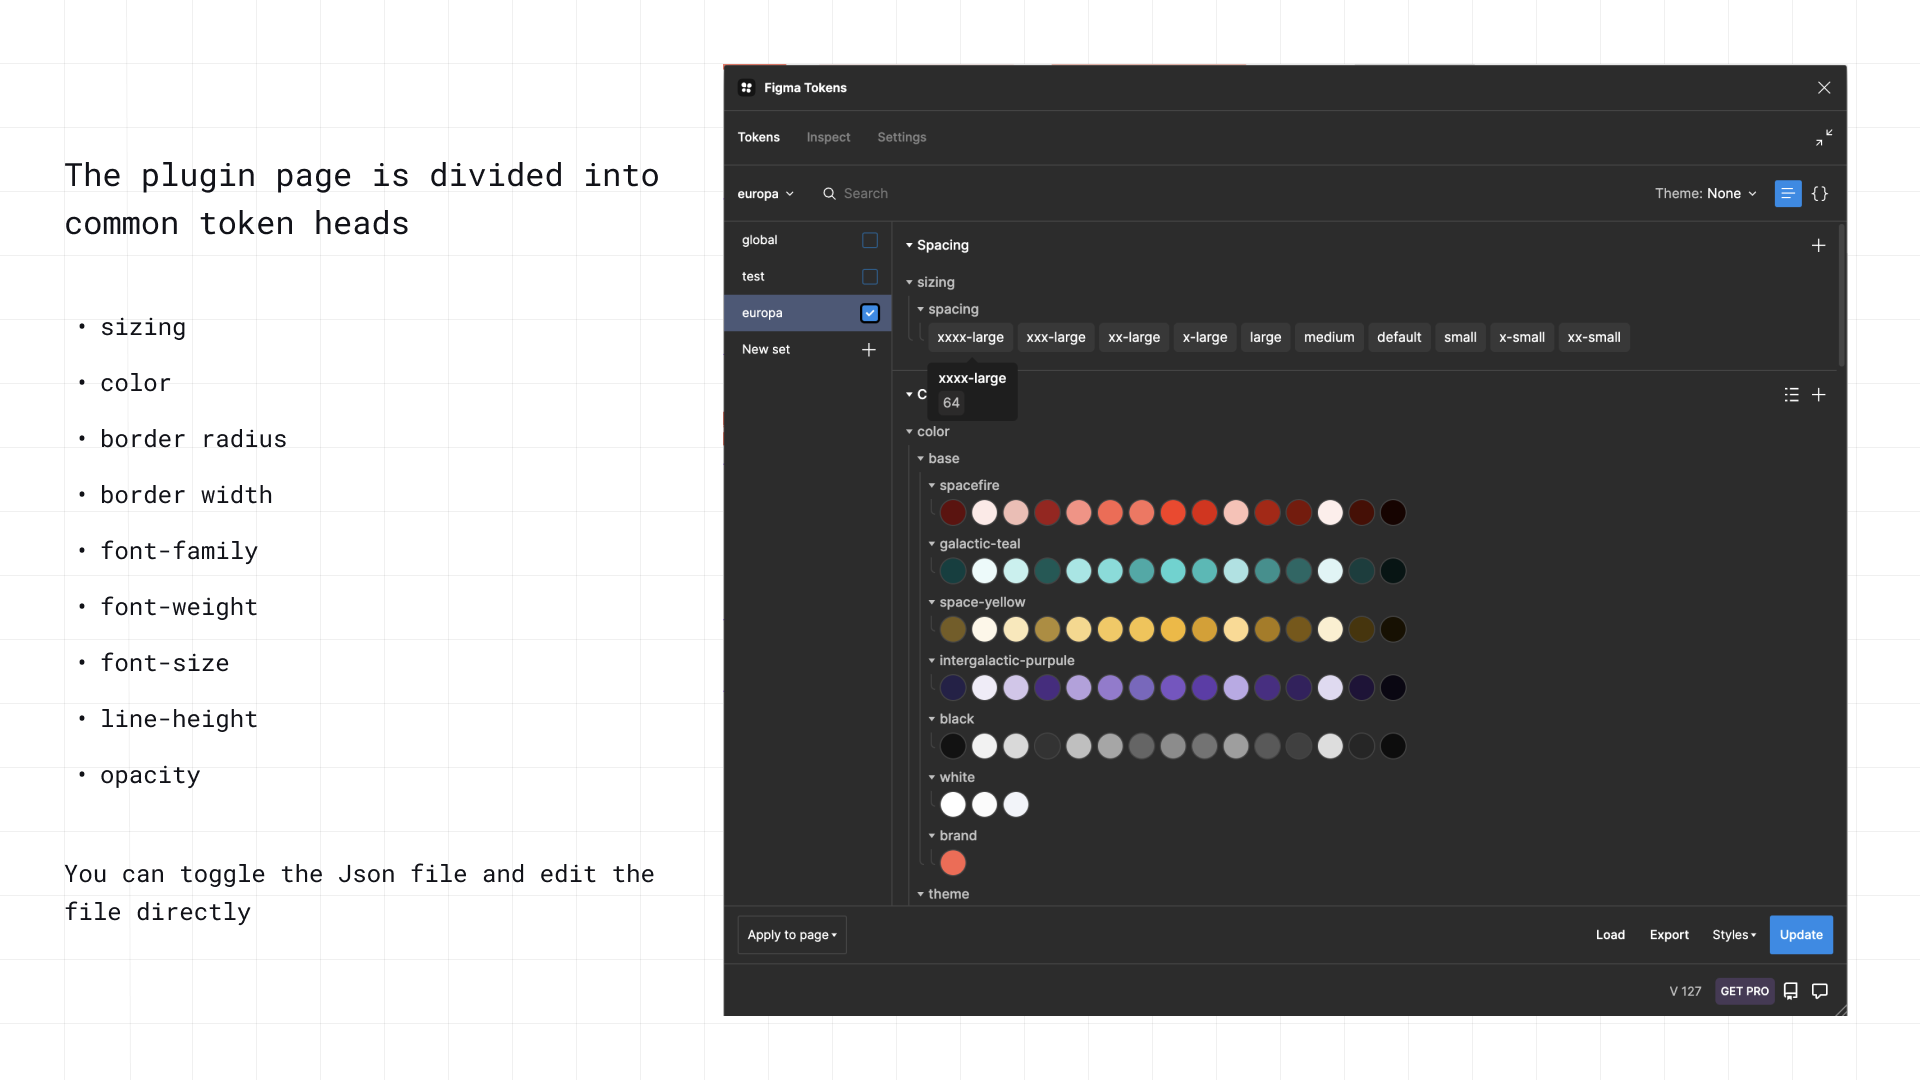 The plugin page is divided into
common token heads
• sizing
• color
• border radius
• border width
• font-family
• font-weight
• font-size
• line-height
• opacity
You can toggle the Json file and edit the
file directly
Figma Tokens
Tokens Inspect Settings
europa Search Theme: None {}
global
test
europa
New set
Spacing
sizing
spacing
xxxx-large xxx-large xx-large x-large large medium default small x-small xx-small
xxxx-large
64
C
color
base
spacefire
galactic-teal
space-yellow
intergalactic-purpule
black
white
brand
theme
Apply to page Load Export Styles Update
V 127 GET PRO